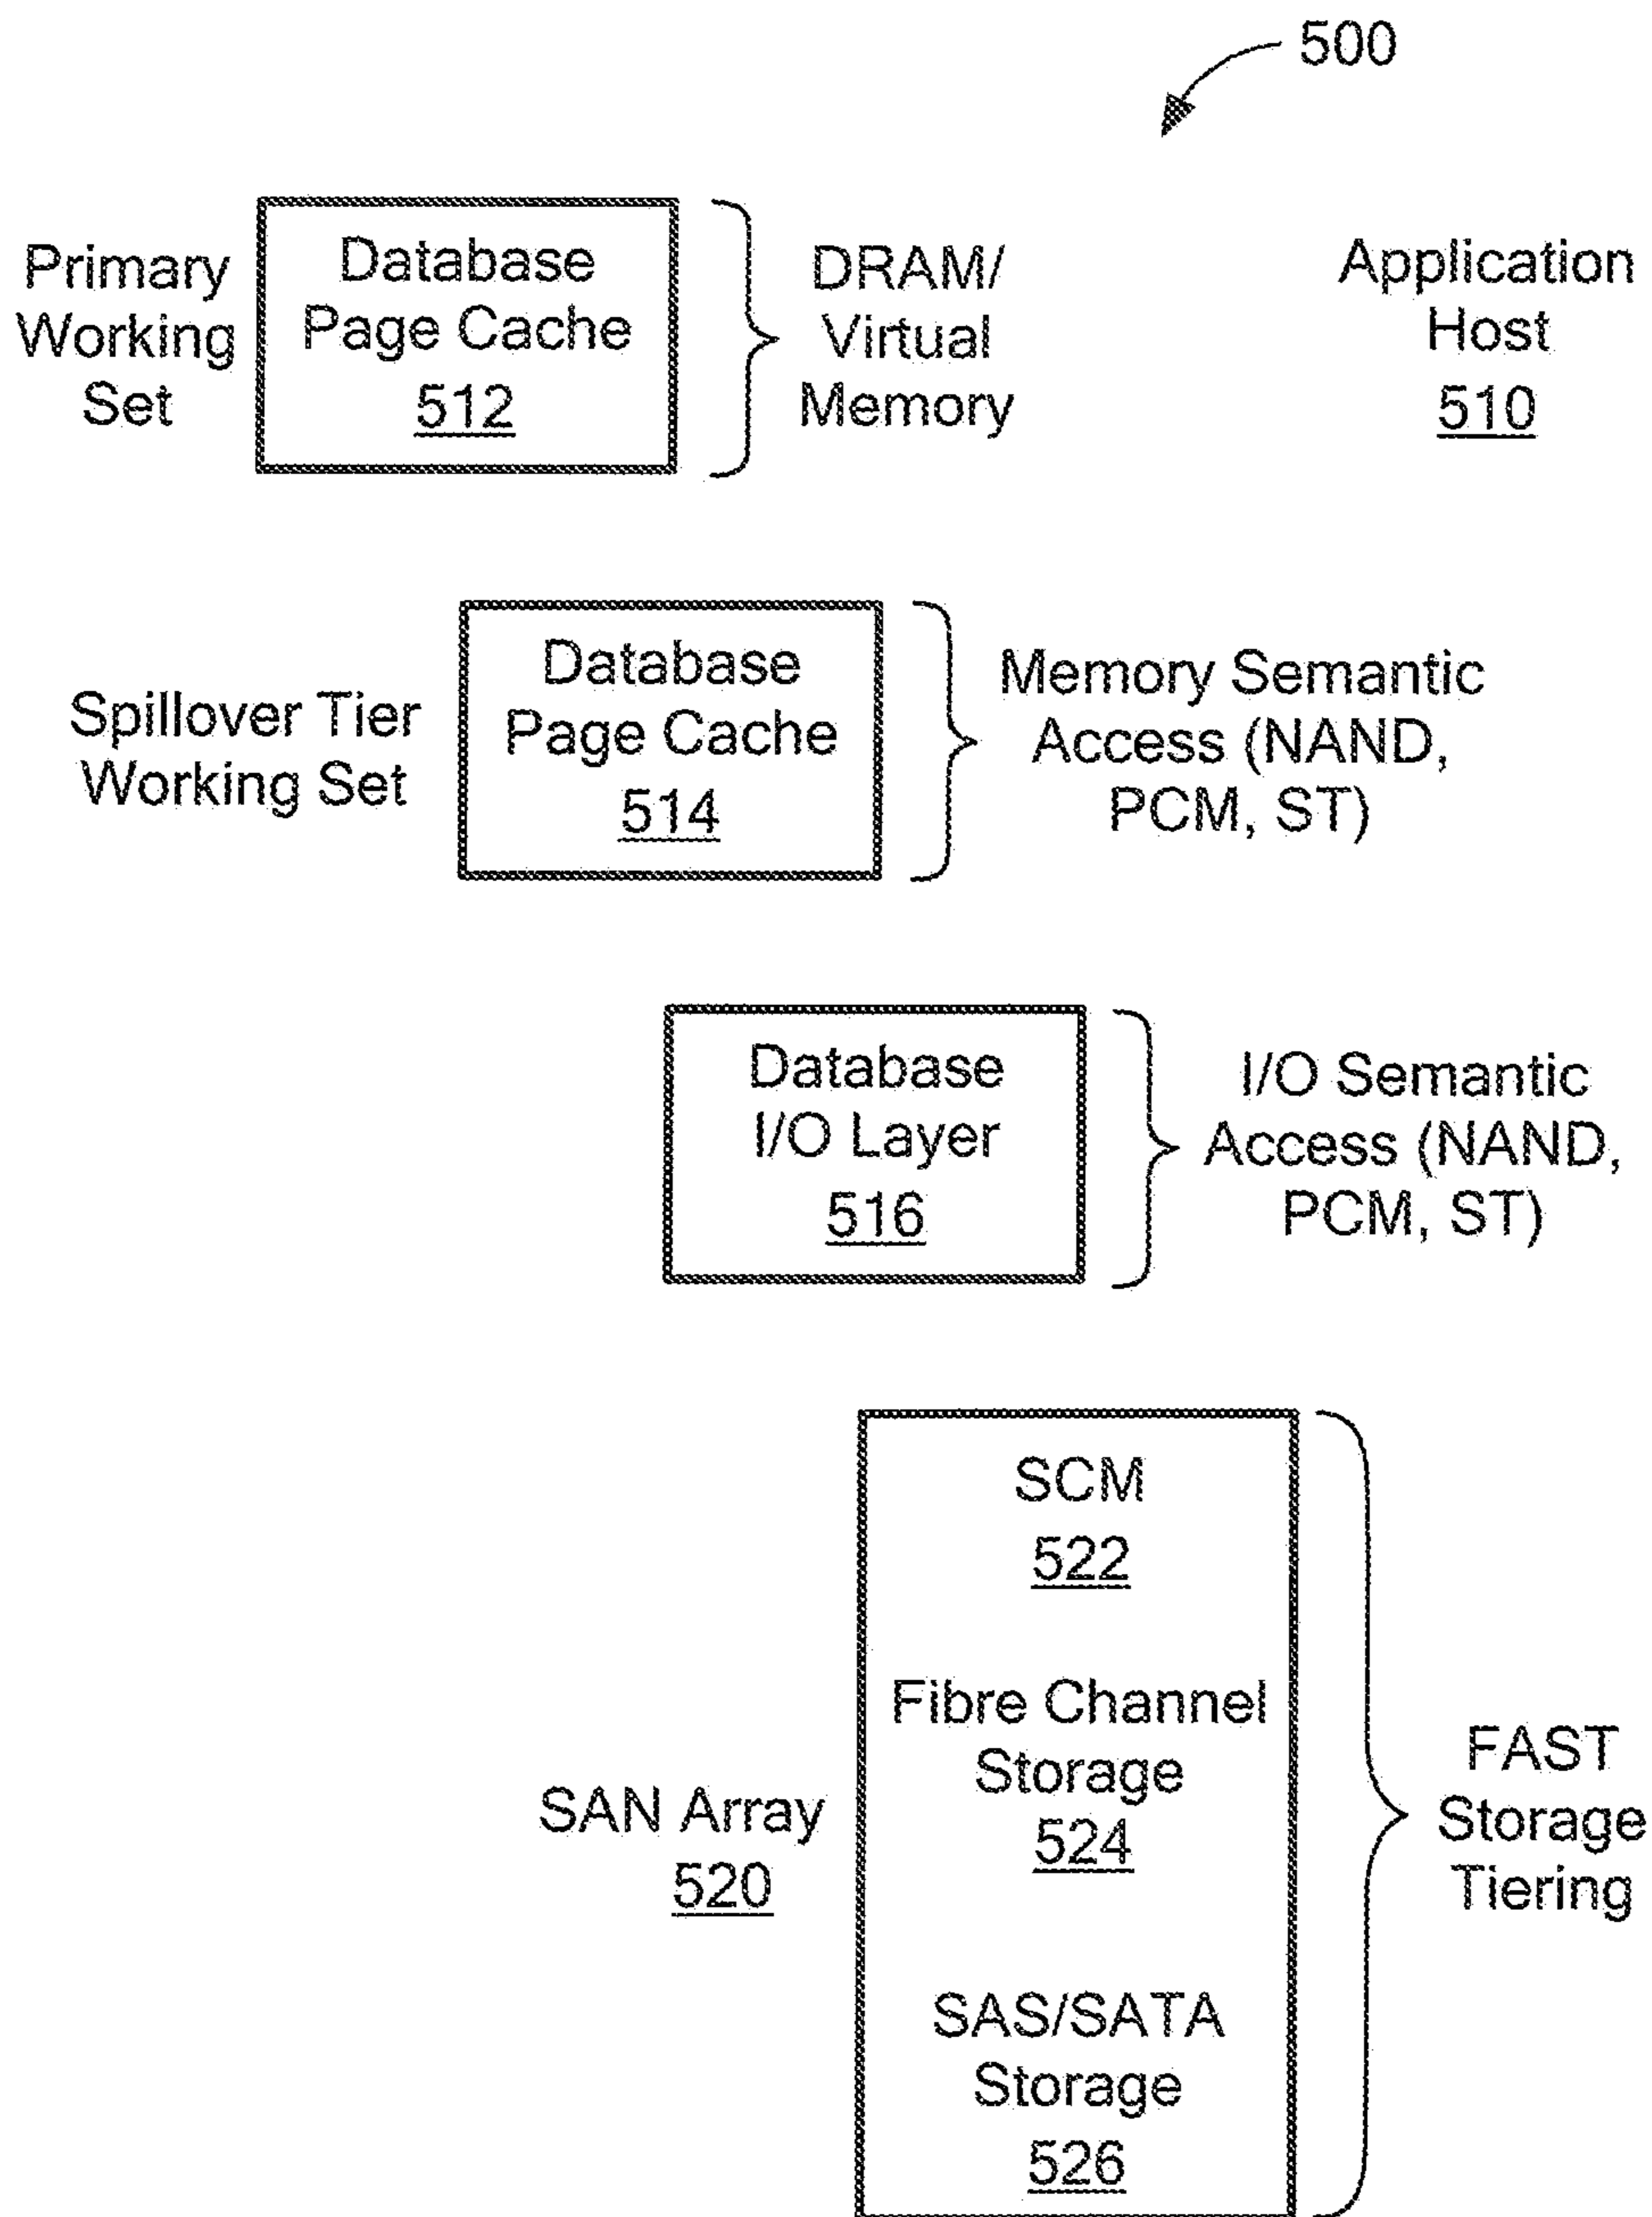 500
Primary
Working
Set
Database
Page Cache
512
DRAM/
Virtual
Memory
Application
Host
510
Spillover Tier
Working Set
Database
Page Cache
514
Memory Semantic
Access (NAND,
PCM, ST)
Database
I/O Layer
516
I/O Semantic
Access (NAND,
PCM, ST)
SAN Array
520
SCM
522
Fibre Channel
Storage
524
SAS/SATA
Storage
526
FAST
Storage
Tiering